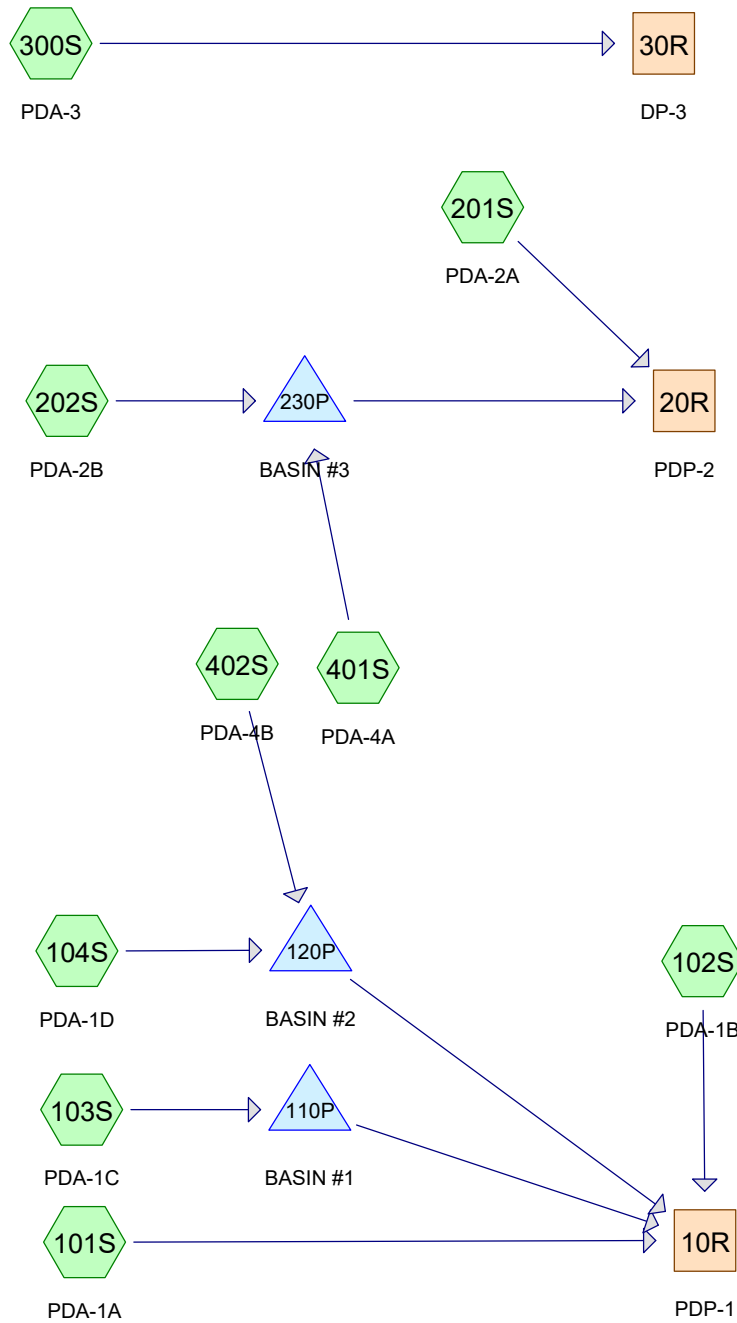 300S
30R
PDA-3
DP-3
201S
PDA-2A
202S
230P
20R
PDA-2B
BASIN #3
PDP-2
402S
401S
PDA-4B
PDA-4A
104S
120P
102S
PDA-1D
BASIN #2
PDA-1B
103S
110P
PDA-1C
BASIN #1
101S
10R
PDA-1A
PDP-1